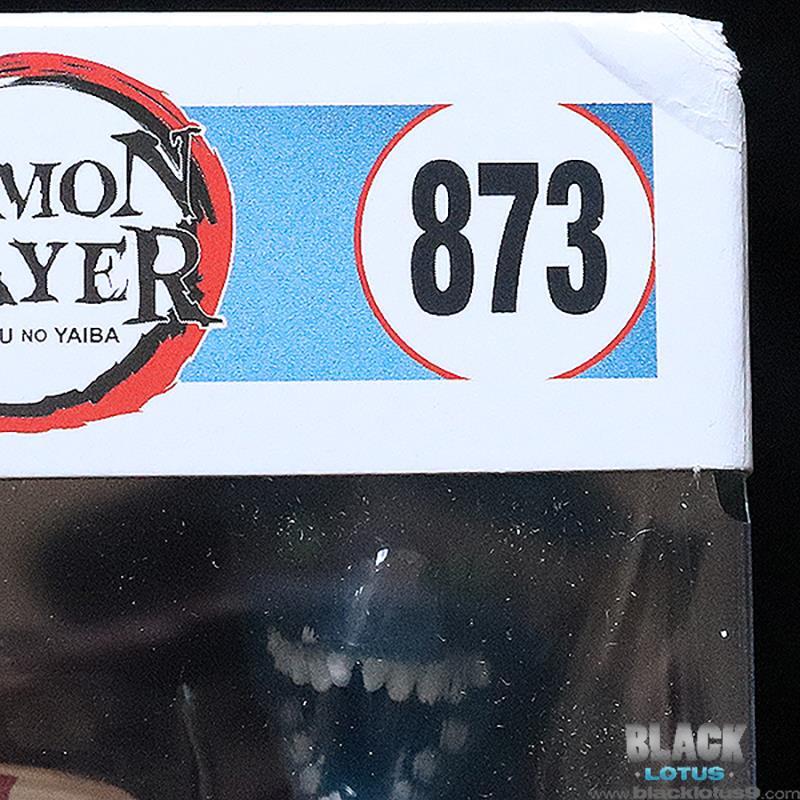 MON
AYER
U NO YAIBA
873
BLACK
LOTUS
www.blacklotus9.com